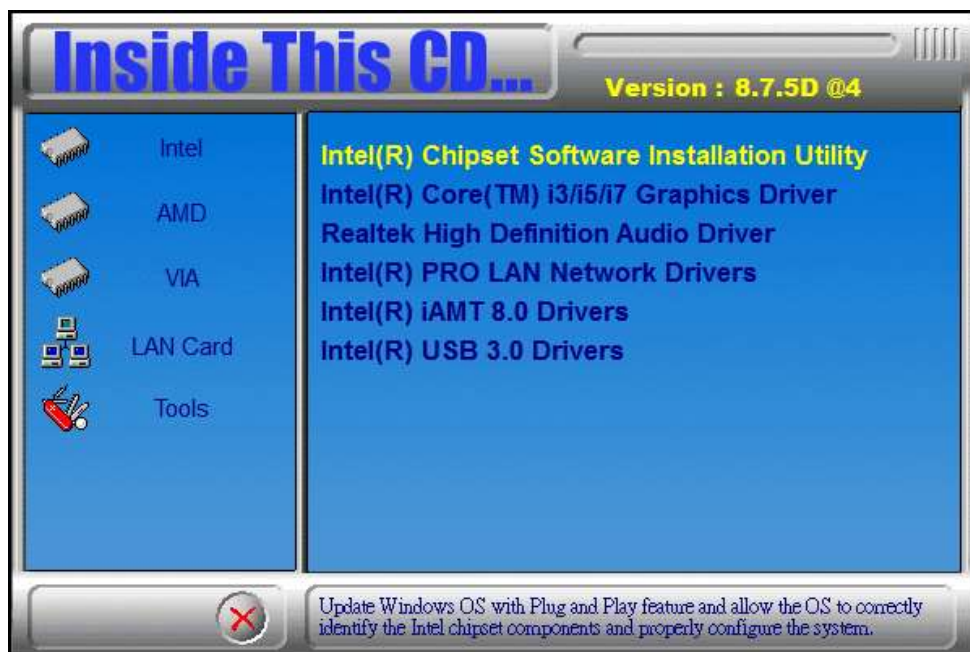 Inside This CD...
Version : 8.7.5D @4
Intel
AMD
VIA
LAN Card
Tools
Intel(R) Chipset Software Installation Utility
Intel(R) Core(TM) i3/i5/i7 Graphics Driver
Realtek High Definition Audio Driver
Intel(R) PRO LAN Network Drivers
Intel(R) iAMT 8.0 Drivers
Intel(R) USB 3.0 Drivers
Update Windows OS with Plug and Play feature and allow the OS to correctly
identify the Intel chipset components and properly configure the system.